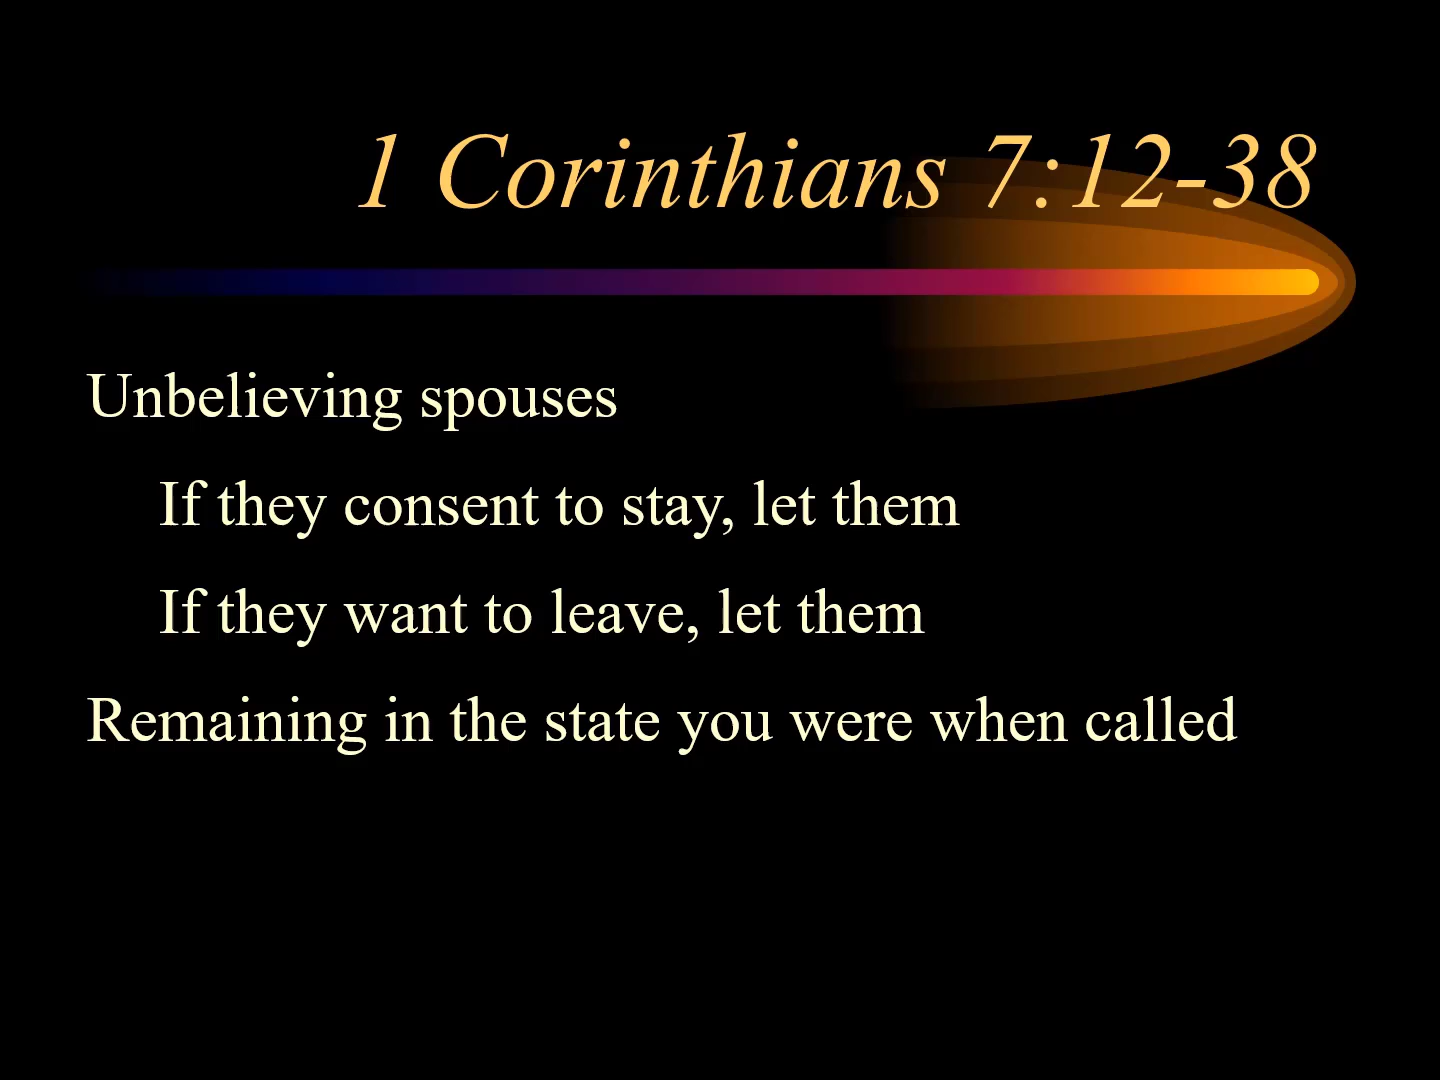 1 Corinthians 7:12-38
Unbelieving spouses
If they consent to stay, let them
If they want to leave, let them
Remaining in the state you were when called